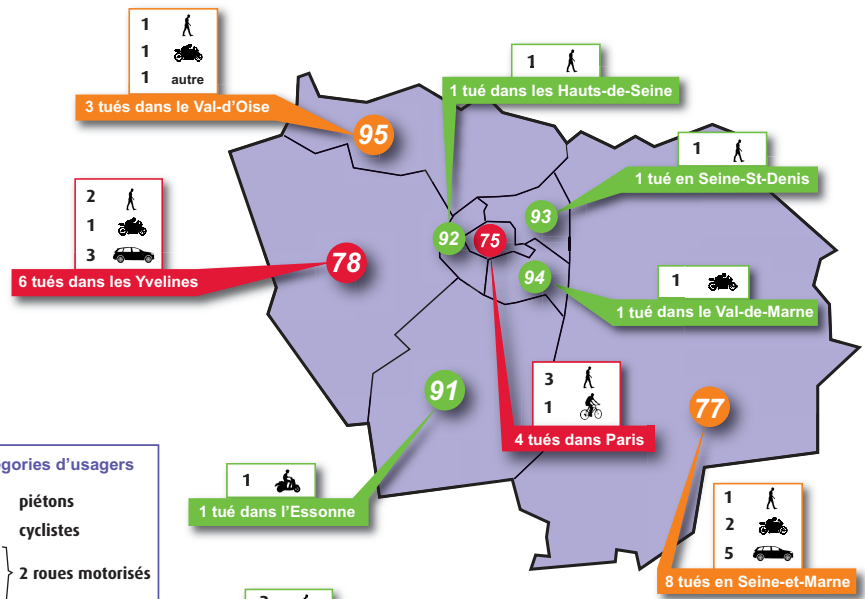 1
1
1 autre
3 tués dans le Val-d'Oise
1
1 tué dans les Hauts-de-Seine
1
1 tué en Seine-St-Denis
2
1
3
6 tués dans les Yvelines
1
1 tué dans le Val-de-Marne
3
1
4 tués dans Paris
1
1 tué dans l'Essonne
1
2
5
8 tués en Seine-et-Marne
95
93
92
75
78
94
91
77
égories d'usagers
piétons
cyclistes
2 roues motorisés